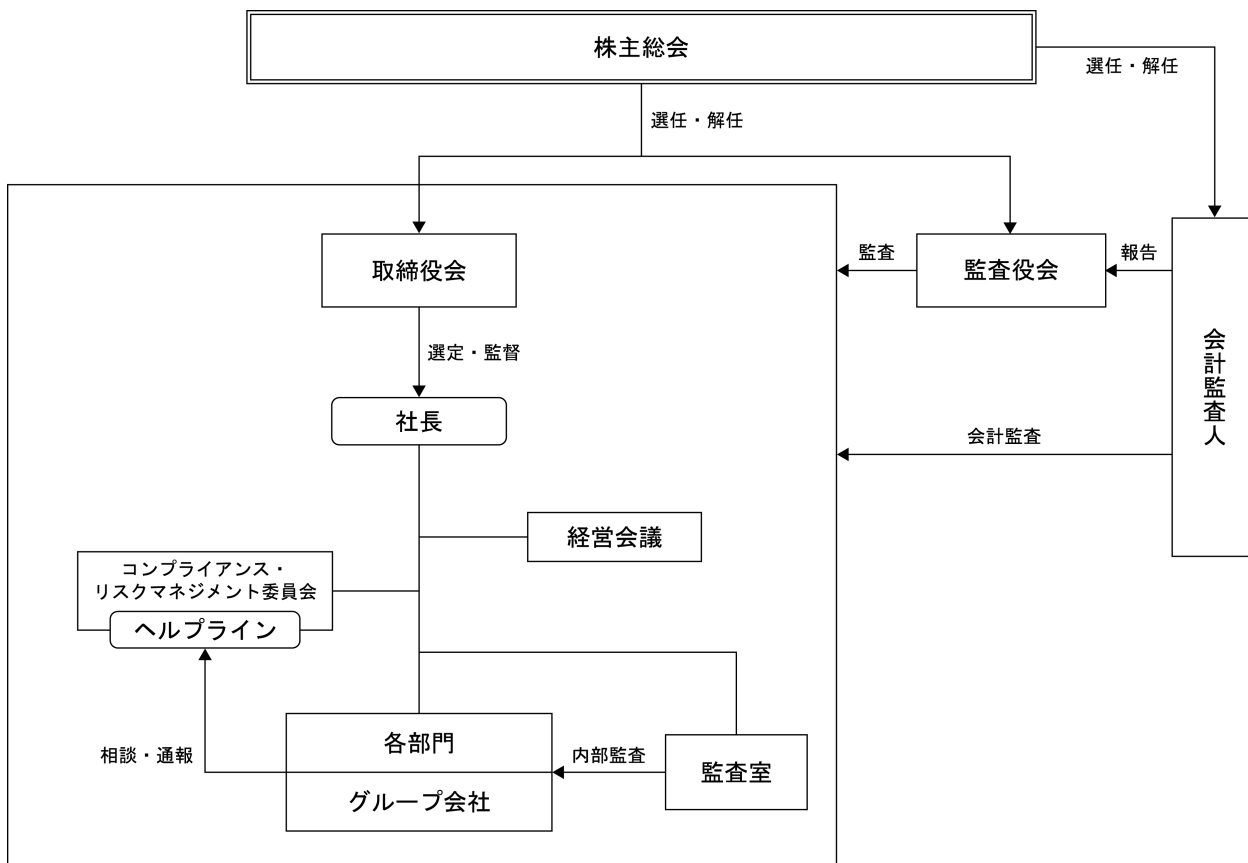 株主総会
選任・解任
選任・解任
取締役会
監査
監査役会
報告
会計監査人
選定・監督
社長
会計監査
経営会議
コンプライアンス・
リスクマネジメント委員会
ヘルプライン
相談・通報
各部門
内部監査
監査室
グループ会社